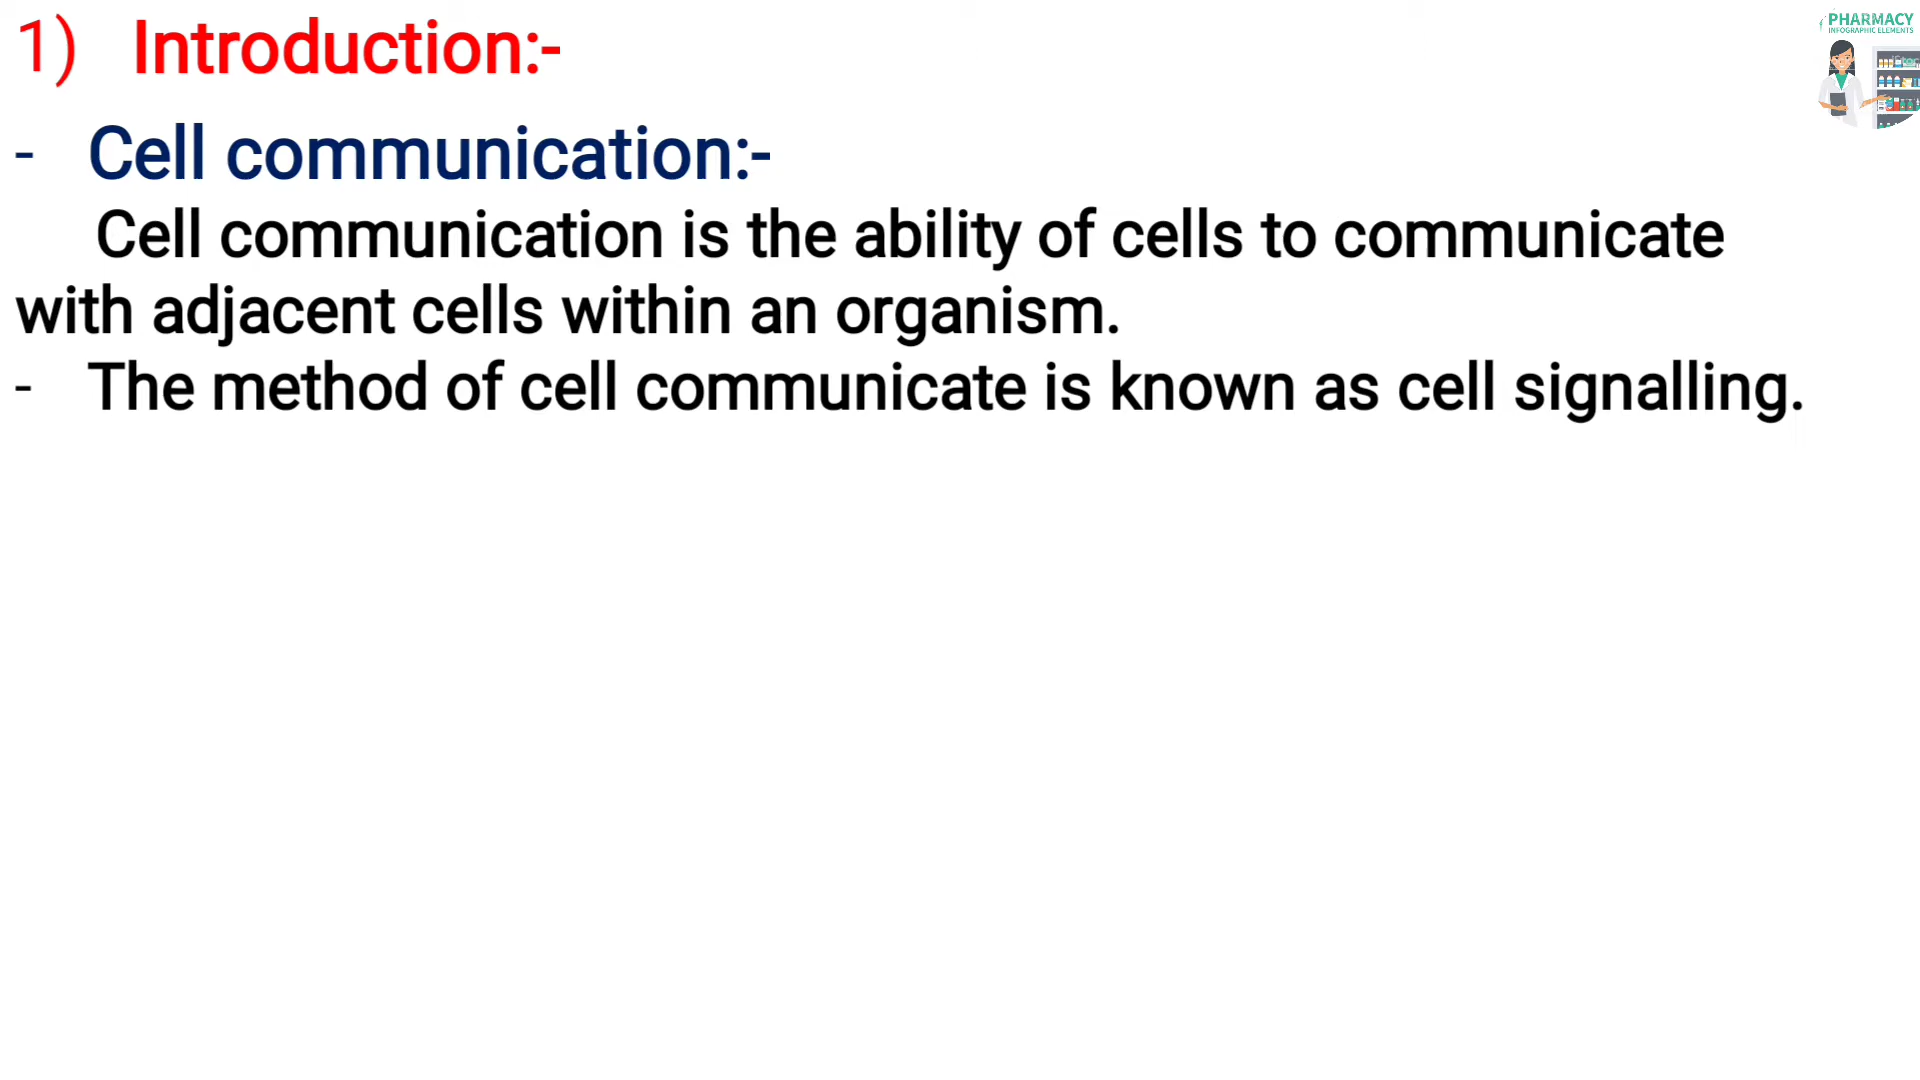 1) Introduction:-
PHARMACY
INFOGRAPHIC ELEMENTS
- Cell communication:-
Cell communication is the ability of cells to communicate
with adjacent cells within an organism.
- The method of cell communicate is known as cell signalling.